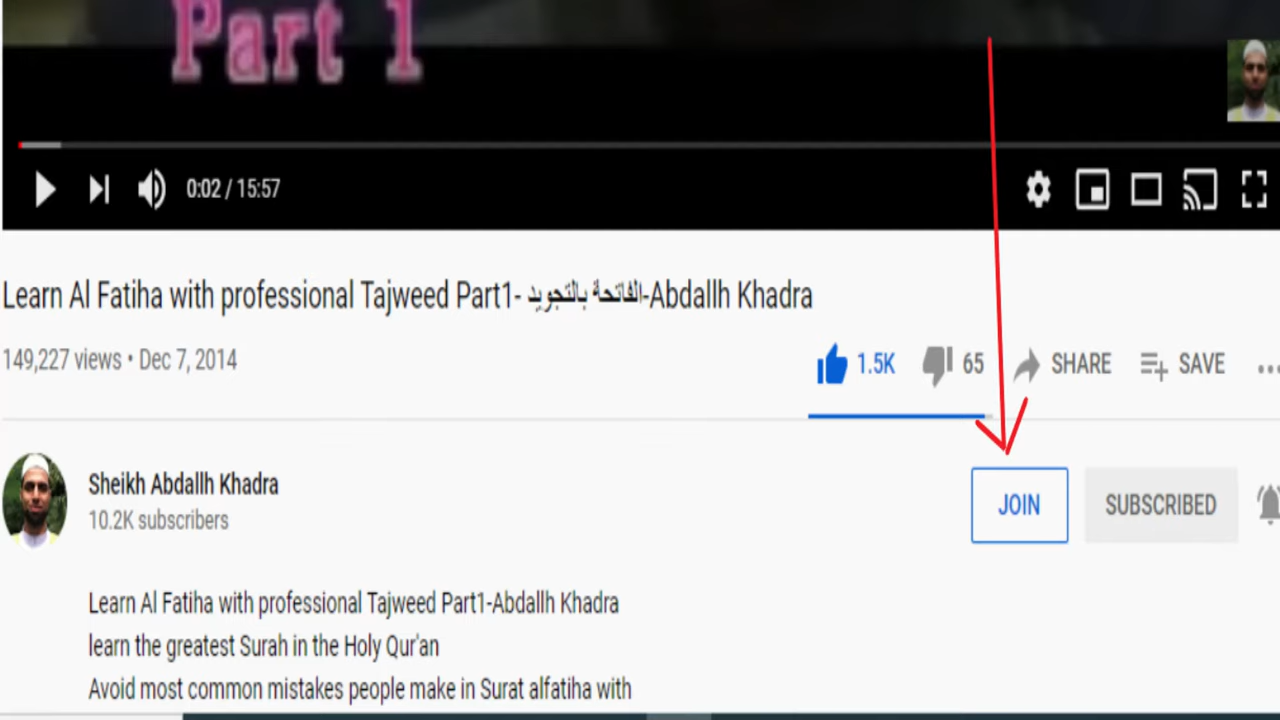 Part 1
0:02 / 15:57
Learn Al Fatiha with professional Tajweed Part1- الفاتحة بالتجويد-Abdallh Khadra
149,227 views • Dec 7, 2014
1.5K 65 SHARE SAVE
Sheikh Abdallh Khadra
10.2K subscribers
JOIN SUBSCRIBED
Learn Al Fatiha with professional Tajweed Part1-Abdallh Khadra
learn the greatest Surah in the Holy Qur'an
Avoid most common mistakes people make in Surat alfatiha with